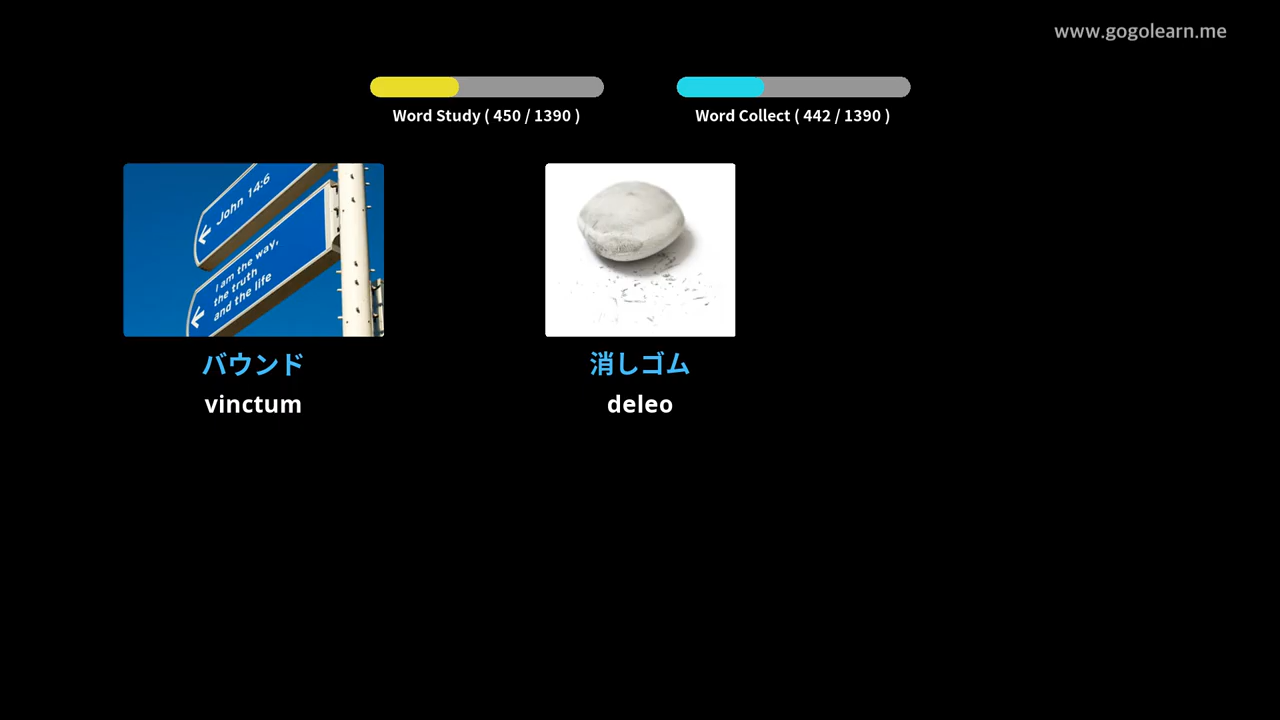 www.gogolearn.me
Word Study ( 450 / 1390 )
Word Collect ( 442 / 1390 )
John 14:6
I am the way,
the truth
and the life
バウンド
消しゴム
vinctum
deleo